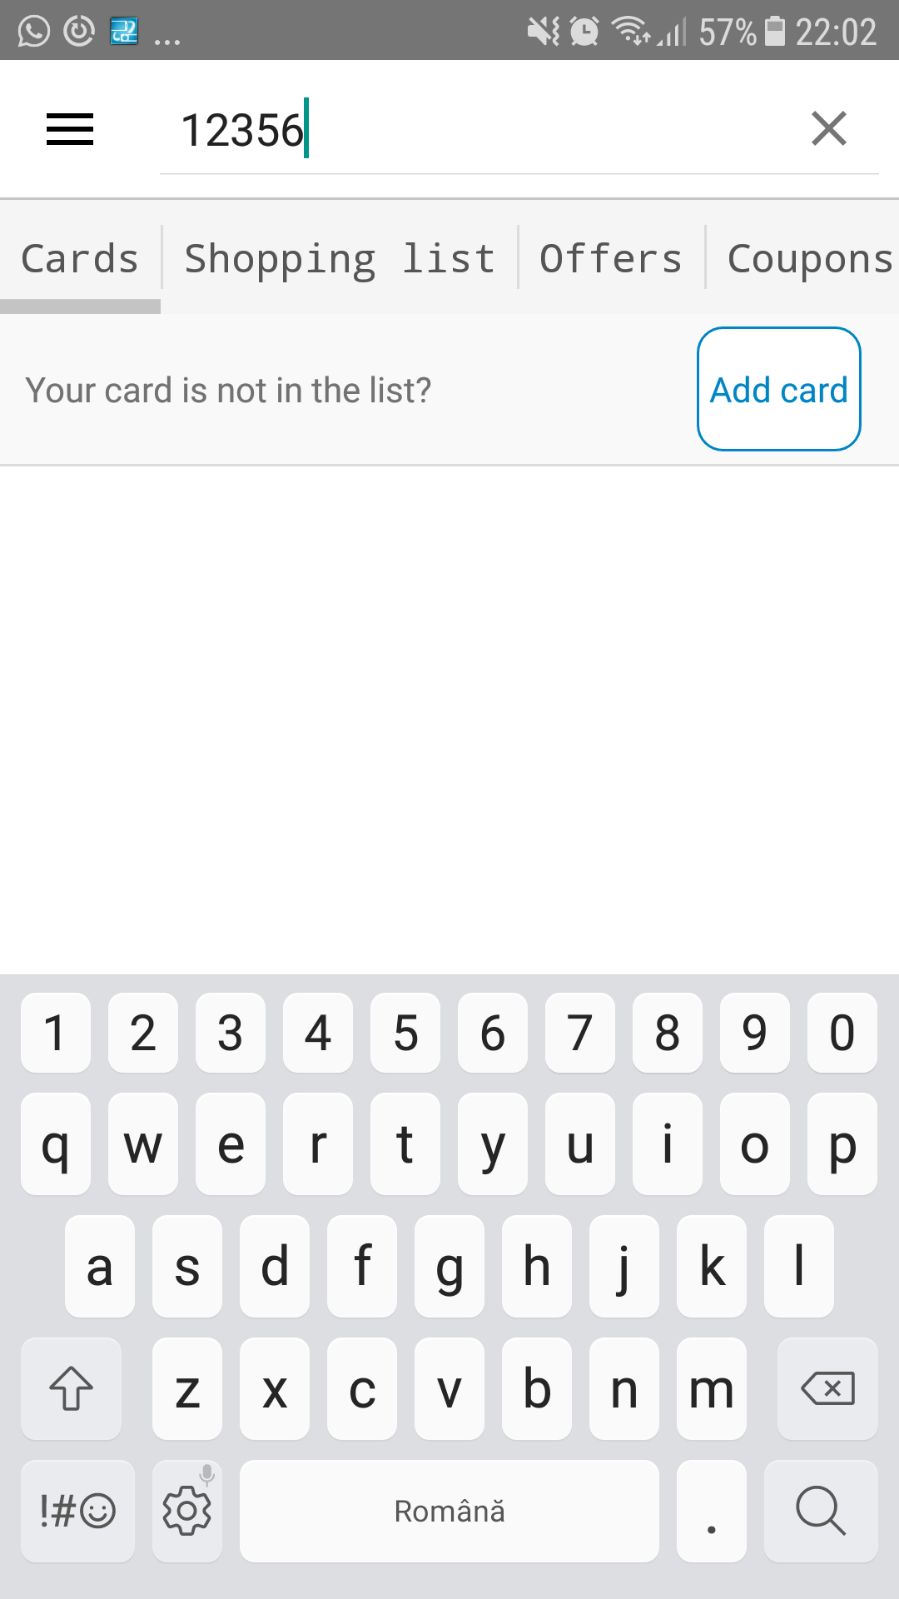 ... 57% 22:02
12356
Cards Shopping list Offers Coupons
Your card is not in the list? Add card
1 2 3 4 5 6 7 8 9 0
q w e r t y u i o p
a s d f g h j k l
z x c v b n m
!#☺ Română .